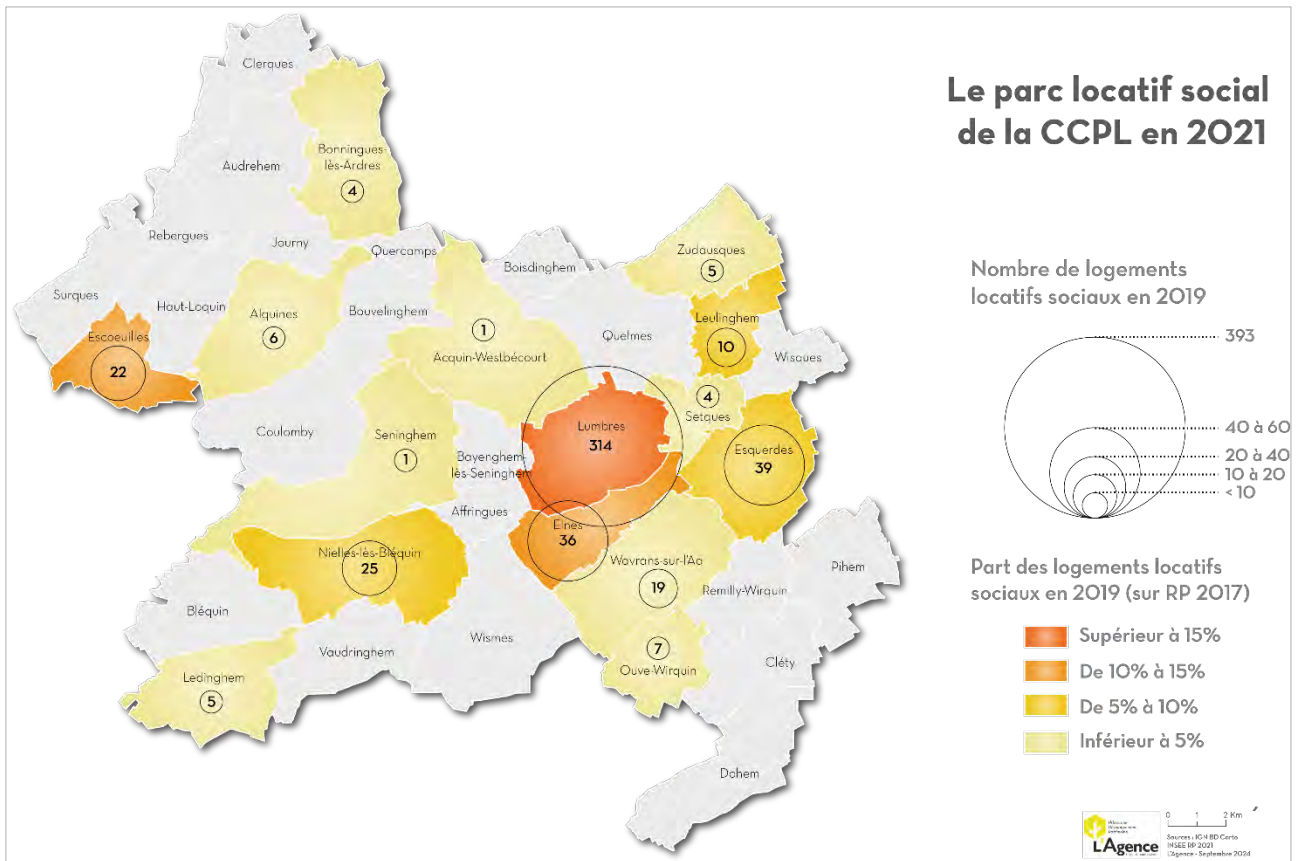 Le parc locatif social
de la CCPL en 2021
Clerques
Bonningues-
lès-Ardres
4
Audrehem
Rebergues
Journy
Quercamps
Boisdinghem
Zudausques
5
Surques
Haut-Loquin
Alquines
6
Bouvelinghem
1
Acquin-Westbécourt
Quelmes
Leulinghem
10
Wisques
Escoeuilles
22
4
Setques
Coulomby
Seninghem
1
Bayenghem-
lès-Seninghem
Lumbres
314
Esquerdes
39
Affringues
Elnes
36
Nielles-lès-Bléquin
25
Wavrans-sur-l'Aa
19
Remilly-Wirquin
Pihem
Bléquin
Vaudringhem
Wismes
7
Ouve-Wirquin
Cléty
Ledinghem
5
Dohem
Nombre de logements
locatifs sociaux en 2019
393
40 à 60
20 à 40
10 à 20
< 10
Part des logements locatifs
sociaux en 2019 (sur RP 2017)
Supérieur à 15%
De 10% à 15%
De 5% à 10%
Inférieur à 5%
L'Agence
0 1 2 Km
Sources : IGN BD Carto
INSEE RP 2021
L'Agence - Septembre 2024